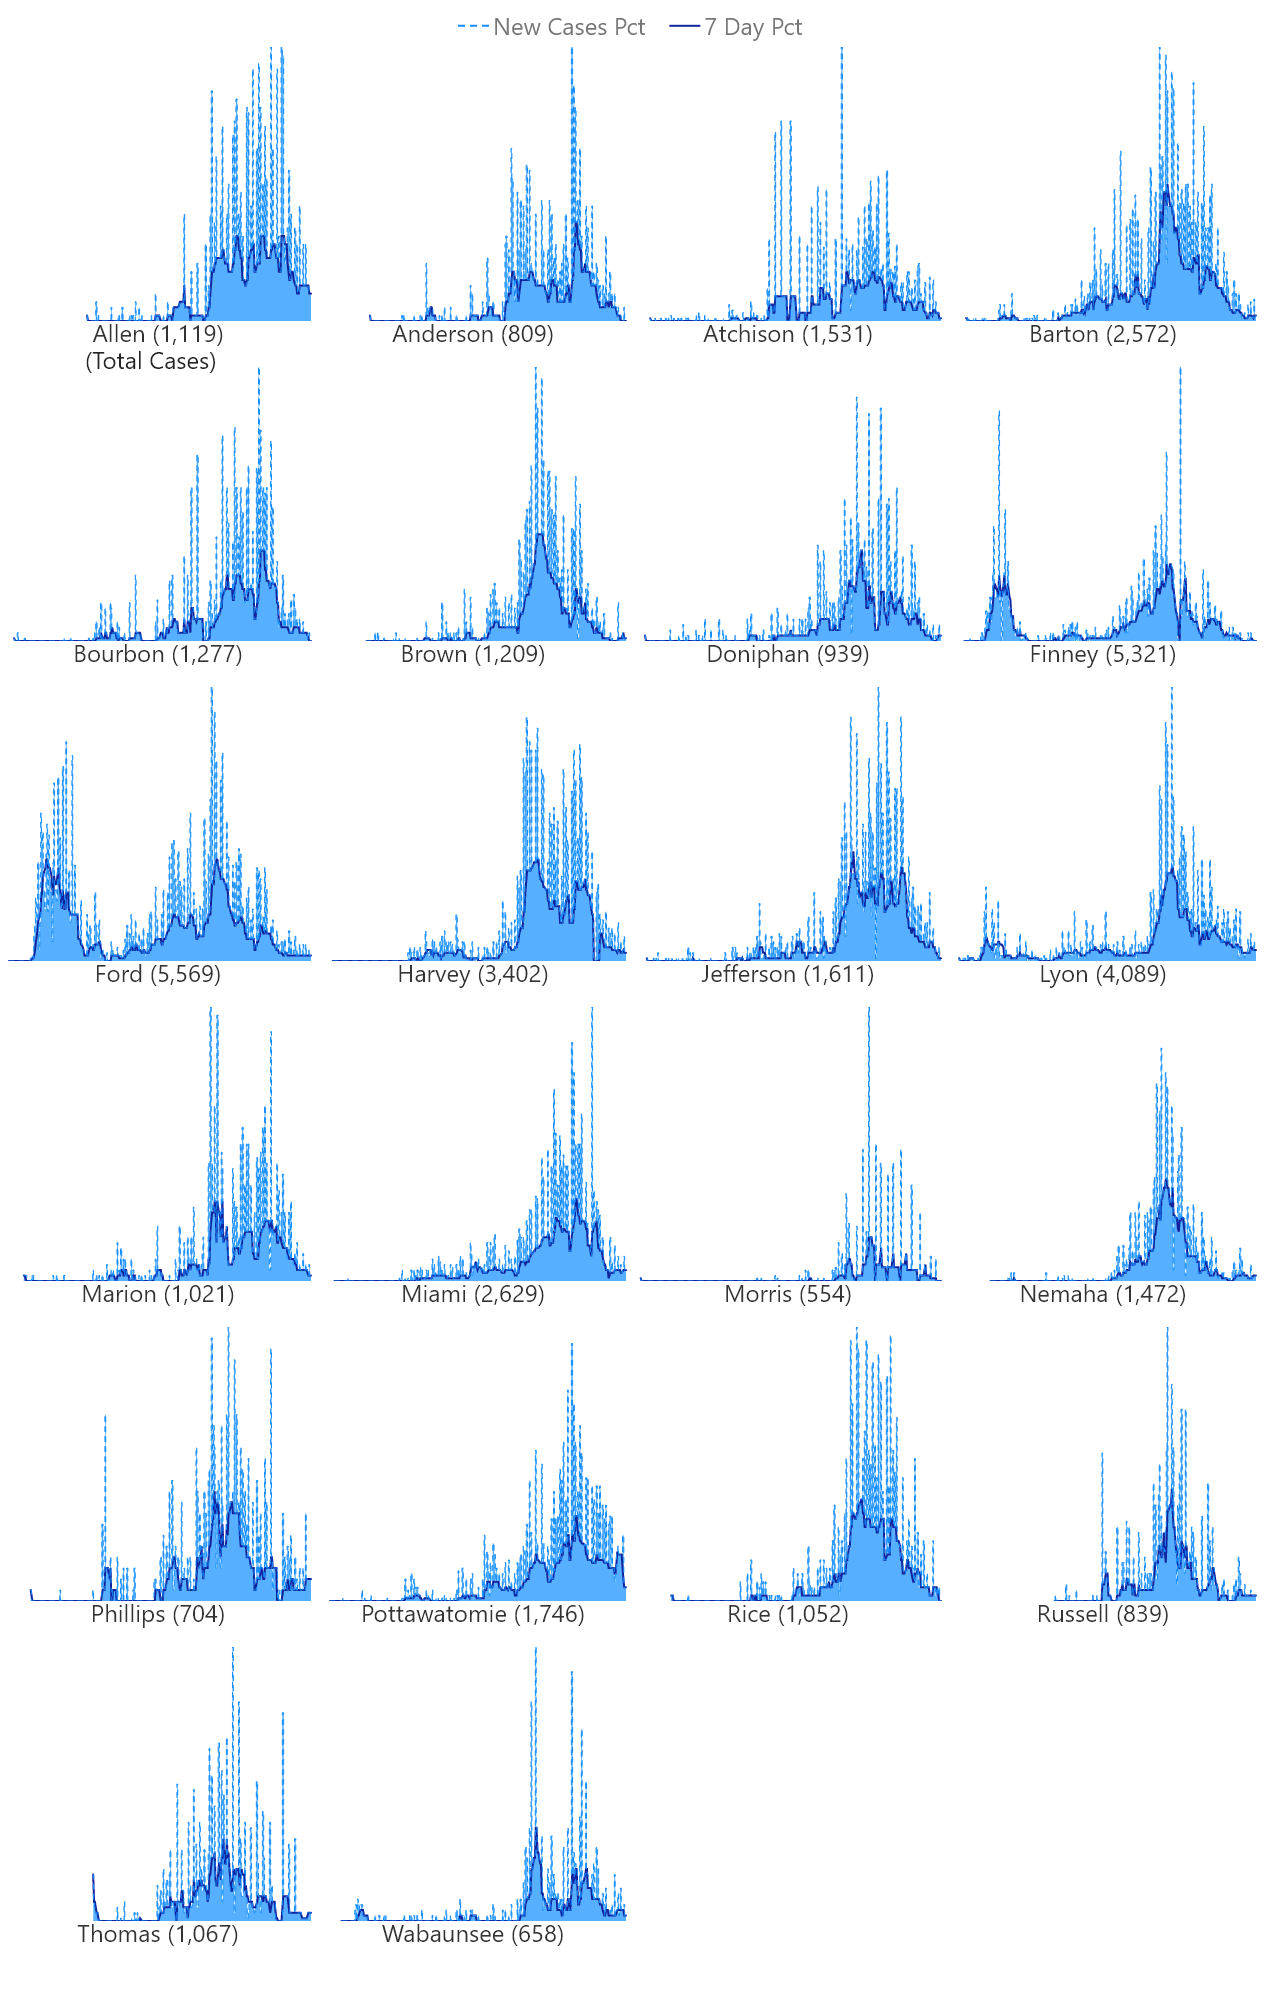 New Cases Pct 7 Day Pct
Allen (1,119) Anderson (809) Atchison (1,531) Barton (2,572)
(Total Cases)
Bourbon (1,277) Brown (1,209) Doniphan (939) Finney (5,321)
Ford (5,569) Harvey (3,402) Jefferson (1,611) Lyon (4,089)
Marion (1,021) Miami (2,629) Morris (554) Nemaha (1,472)
Phillips (704) Pottawatomie (1,746) Rice (1,052) Russell (839)
Thomas (1,067) Wabaunsee (658)